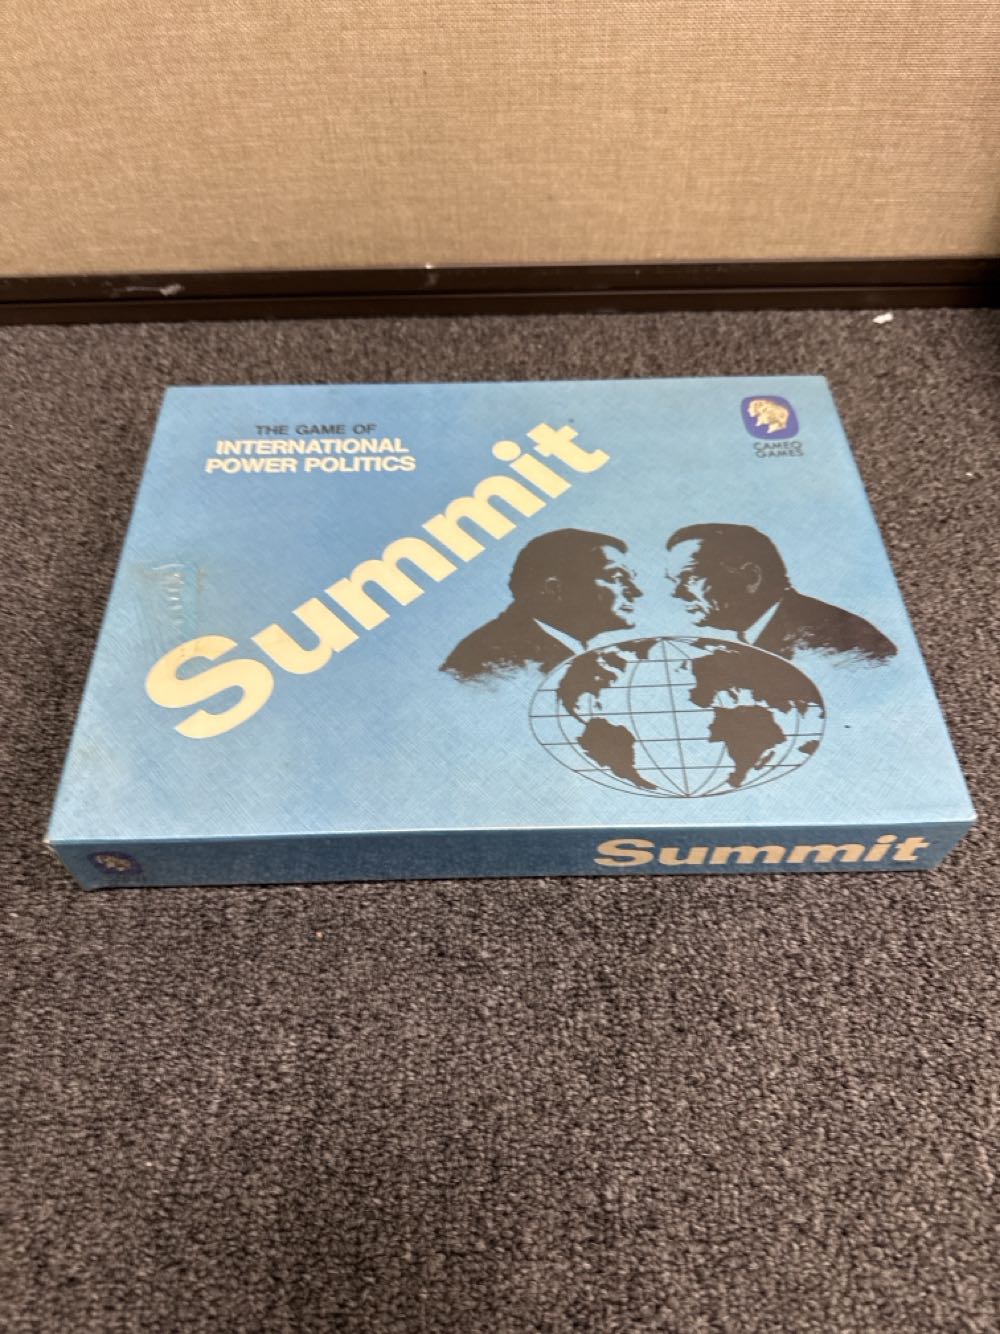 THE GAME OF
INTERNATIONAL
POWER POLITICS
Summit
CAMEO
GAMES
Summit